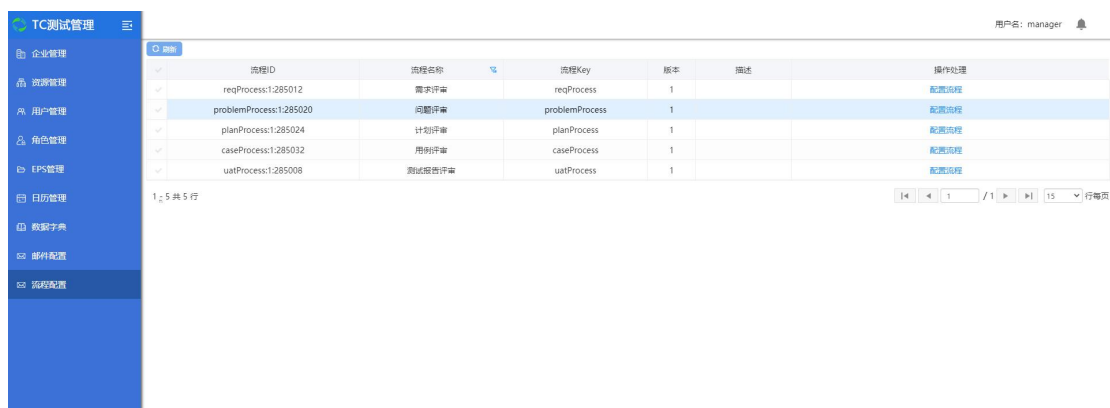 TC测试管理
用户名: manager
企业管理
资源管理
用户管理
角色管理
EPS管理
日历管理
数据字典
邮件配置
流程配置
刷新
流程ID 流程名称 流程Key 版本 描述 操作处理
reqProcess:1:285012 需求评审 reqProcess 1 配置流程
problemProcess:1:285020 问题评审 problemProcess 1 配置流程
planProcess:1:285024 计划评审 planProcess 1 配置流程
caseProcess:1:285032 用例评审 caseProcess 1 配置流程
uatProcess:1:285008 测试报告评审 uatProcess 1 配置流程
1 - 5 共 5 行 1 / 1 15 行每页